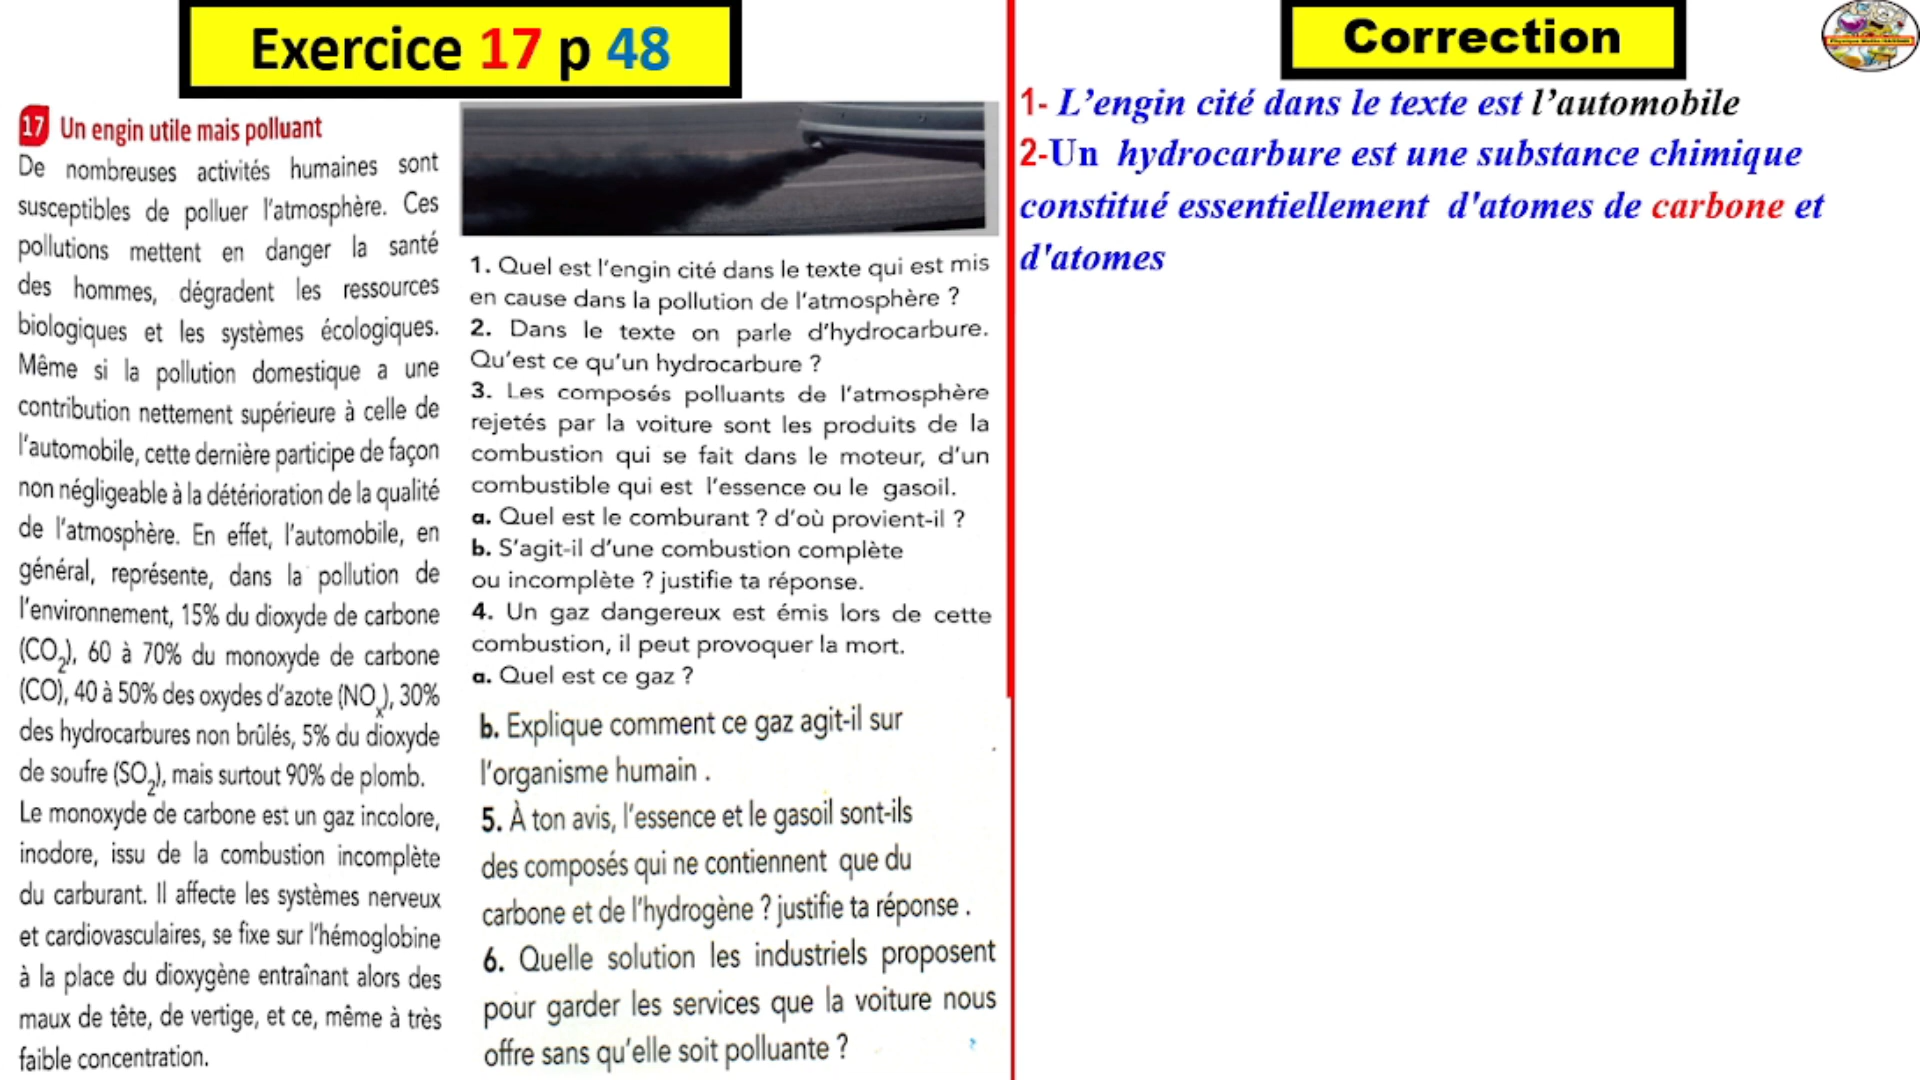 Exercice 17 p 48
17 Un engin utile mais polluant
De nombreuses activités humaines sont
susceptibles de polluer l'atmosphère. Ces
pollutions mettent en danger la santé
des hommes, dégradent les ressources
biologiques et les systèmes écologiques.
Même si la pollution domestique a une
contribution nettement supérieure à celle de
l'automobile, cette dernière participe de façon
non négligeable à la détérioration de la qualité
de l'atmosphère. En effet, l'automobile, en
général, représente, dans la pollution de
l'environnement, 15% du dioxyde de carbone
(CO₂), 60 à 70% du monoxyde de carbone
(CO), 40 à 50% des oxydes d'azote (NOₓ), 30%
des hydrocarbures non brûlés, 5% du dioxyde
de soufre (SO₂), mais surtout 90% de plomb.
Le monoxyde de carbone est un gaz incolore,
inodore, issu de la combustion incomplète
du carburant. Il affecte les systèmes nerveux
et cardiovasculaires, se fixe sur l'hémoglobine
à la place du dioxygène entraînant alors des
maux de tête, de vertige, et ce, même à très
faible concentration.
1. Quel est l'engin cité dans le texte qui est mis
en cause dans la pollution de l'atmosphère ?
2. Dans le texte on parle d'hydrocarbure.
Qu'est ce qu'un hydrocarbure ?
3. Les composés polluants de l'atmosphère
rejetés par la voiture sont les produits de la
combustion qui se fait dans le moteur, d'un
combustible qui est l'essence ou le gasoil.
a. Quel est le comburant ? d'où provient-il ?
b. S'agit-il d'une combustion complète
ou incomplète ? justifie ta réponse.
4. Un gaz dangereux est émis lors de cette
combustion, il peut provoquer la mort.
a. Quel est ce gaz ?
b. Explique comment ce gaz agit-il sur
l'organisme humain .
5. À ton avis, l'essence et le gasoil sont-ils
des composés qui ne contiennent que du
carbone et de l'hydrogène ? justifie ta réponse .
6. Quelle solution les industriels proposent
pour garder les services que la voiture nous
offre sans qu'elle soit polluante ?
Correction
1- L'engin cité dans le texte est l'automobile
2-Un hydrocarbure est une substance chimique
constitué essentiellement d'atomes de carbone et
d'atomes